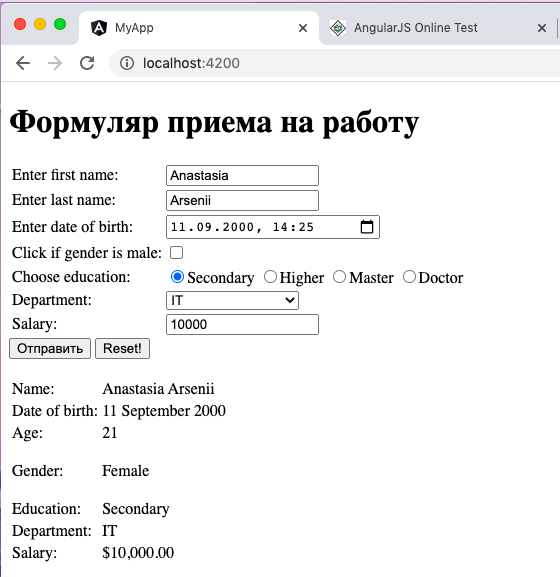 MyApp
AngularJS Online Test
localhost:4200
Формуляр приема на работу
Enter first name: Anastasia
Enter last name: Arsenii
Enter date of birth: 11.09.2000, 14:25
Click if gender is male:
Choose education: Secondary Higher Master Doctor
Department: IT
Salary: 10000
Отправить Reset!
Name: Anastasia Arsenii
Date of birth: 11 September 2000
Age: 21
Gender: Female
Education: Secondary
Department: IT
Salary: $10,000.00